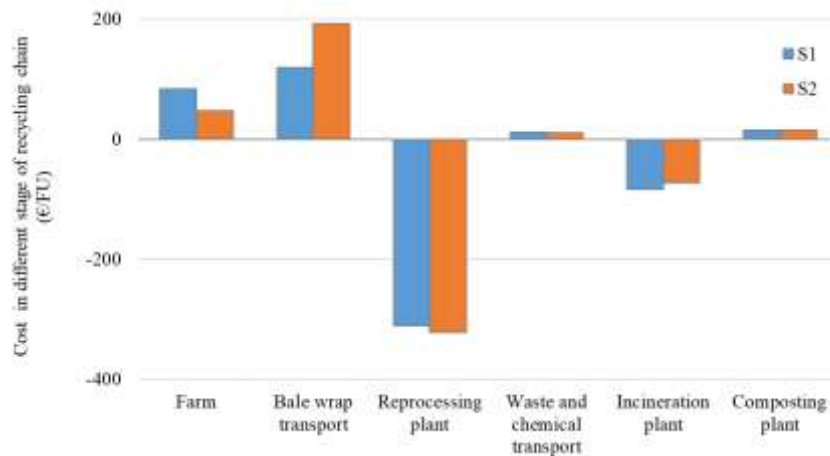 Cost in different stage of recycling chain
(€/FU)
200
0
-200
-400
S1
S2
Farm
Bale wrap
transport
Reprocessing
plant
Waste and
chemical
transport
Incineration
plant
Composting
plant